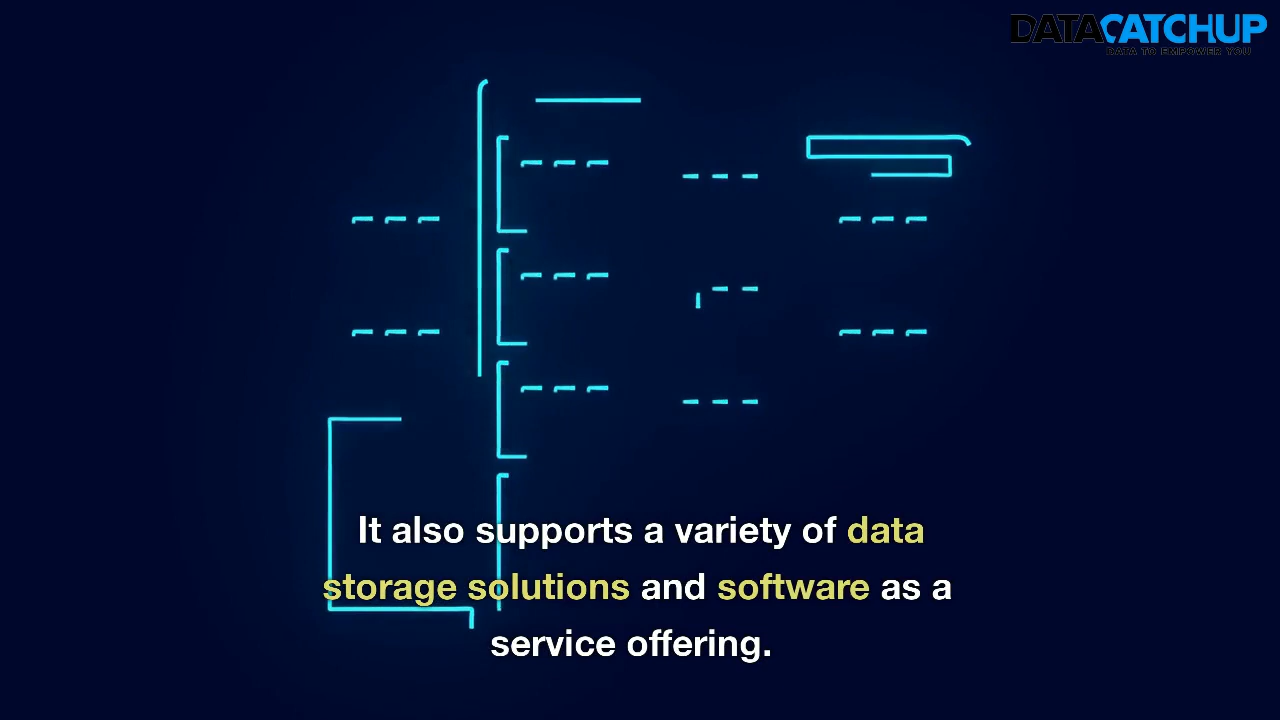 DATACATCHUP
DATA TO EMPOWER YOU
It also supports a variety of data
storage solutions and software as a
service offering.